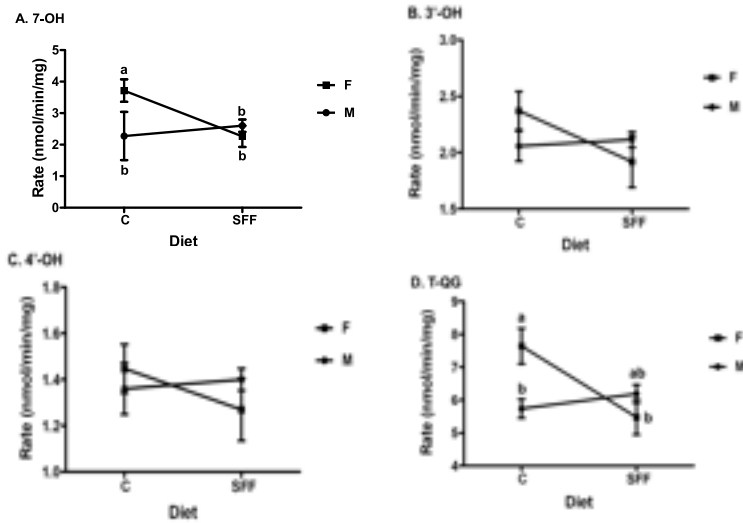 A. 7-OH
Rate (nmol/min/mg)
5
4
3
2
1
0
a
b
b
b
C
SFF
Diet
F
M
B. 3'-OH
Rate (nmol/min/mg)
3.0
2.5
2.0
1.5
C
SFF
Diet
F
M
C. 4'-OH
Rate (nmol/min/mg)
1.8
1.6
1.4
1.2
1.0
C
SFF
Diet
F
M
D. T-QG
Rate (nmol/min/mg)
9
8
7
6
5
4
a
b
ab
b
C
SFF
Diet
F
M